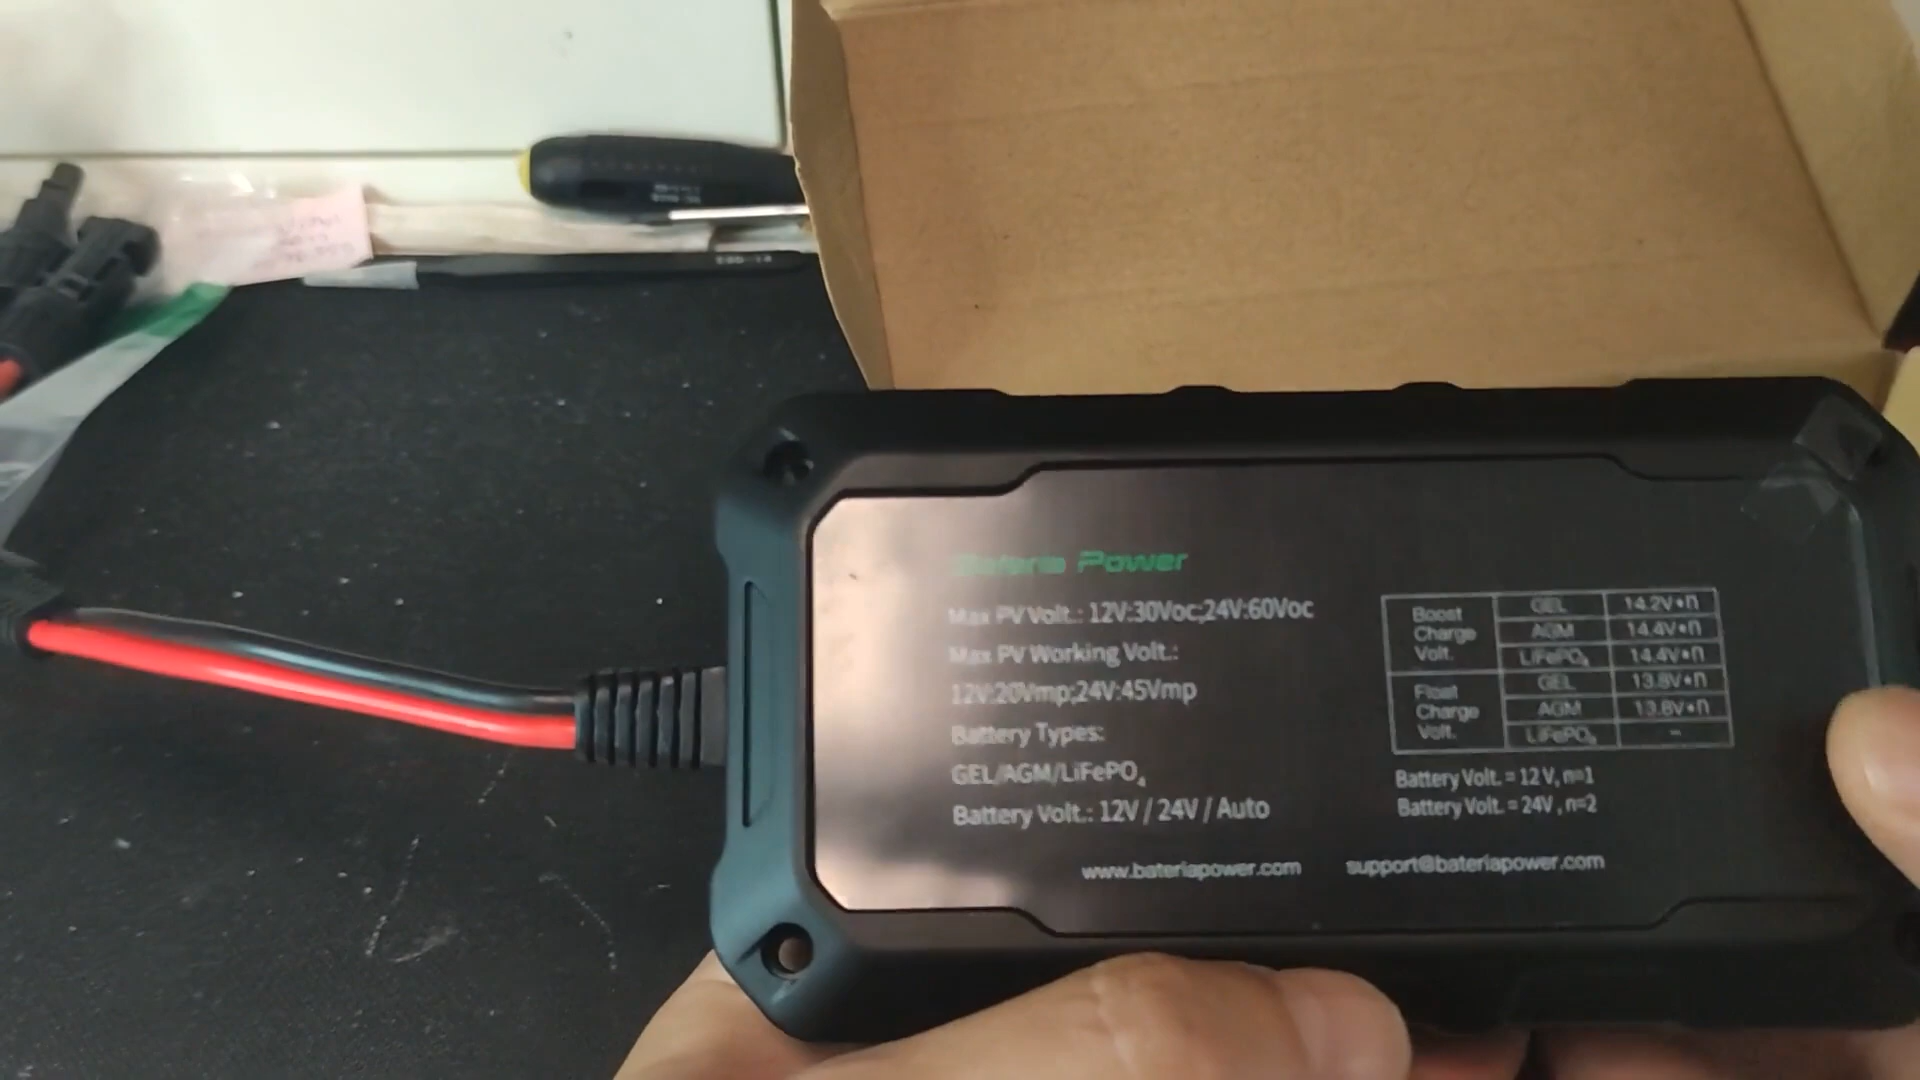 Bateria Power
Max PV Volt.: 12V:30Voc;24V:60Voc
Max PV Working Volt.:
12V:20Vmp;24V:45Vmp
Battery Types:
GEL/AGM/LiFePO₄
Battery Volt.: 12V / 24V / Auto
Boost Charge Volt.
GEL 14.2V*n
AGM 14.4V*n
LiFePO₄ 14.4V*n
Float Charge Volt.
GEL 13.8V*n
AGM 13.8V*n
LiFePO₄ -
Battery Volt. = 12 V, n=1
Battery Volt. = 24V , n=2
www.bateriapower.com support@bateriapower.com